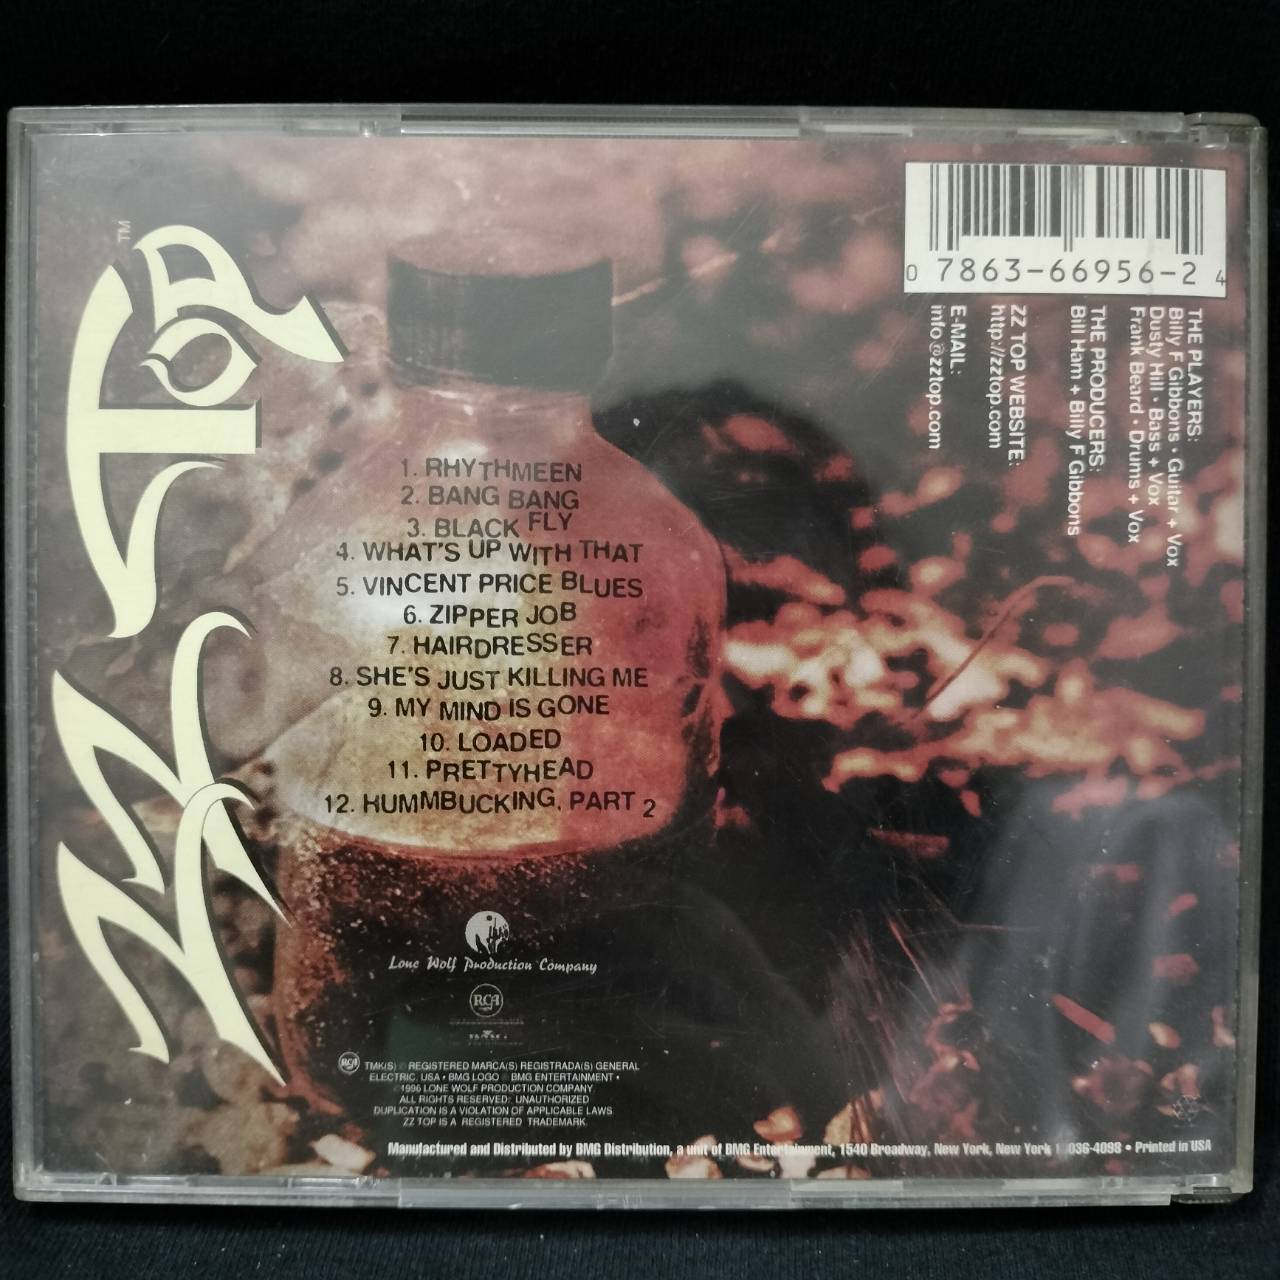 ZZ TOP
TM
1. RHYTHMEEN
2. BANG BANG
3. BLACK FLY
4. WHAT'S UP WITH THAT
5. VINCENT PRICE BLUES
6. ZIPPER JOB
7. HAIRDRESSER
8. SHE'S JUST KILLING ME
9. MY MIND IS GONE
10. LOADED
11. PRETTYHEAD
12. HUMMBUCKING, PART 2
0 7863-66956-2 4
THE PLAYERS:
Billy F Gibbons • Guitar + Vox
Dusty Hill • Bass + Vox
Frank Beard • Drums + Vox
THE PRODUCERS:
Bill Ham + Billy F Gibbons
ZZ TOP WEBSITE:
http://zztop.com
E-MAIL:
info@zztop.com
Lone Wolf Production Company
RCA
BMG
RCA TMK(S) REGISTERED MARCA(S) REGISTRADA(S) GENERAL
ELECTRIC, USA • BMG LOGO BMG ENTERTAINMENT •
1996 LONE WOLF PRODUCTION COMPANY
ALL RIGHTS RESERVED: UNAUTHORIZED
DUPLICATION IS A VIOLATION OF APPLICABLE LAWS
ZZ TOP IS A REGISTERED TRADEMARK.
Manufactured and Distributed by BMG Distribution, a unit of BMG Entertainment, 1540 Broadway, New York, New York 036-4098 • Printed in USA